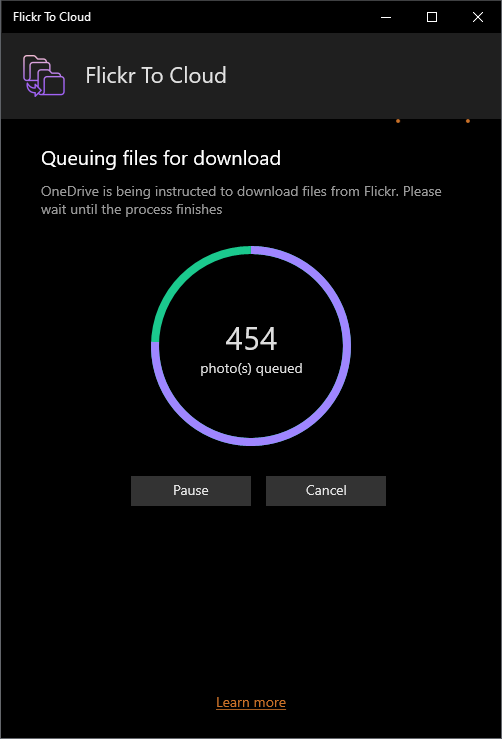 Flickr To Cloud
Flickr To Cloud
Queuing files for download
OneDrive is being instructed to download files from Flickr. Please
wait until the process finishes
454
photo(s) queued
Pause
Cancel
Learn more